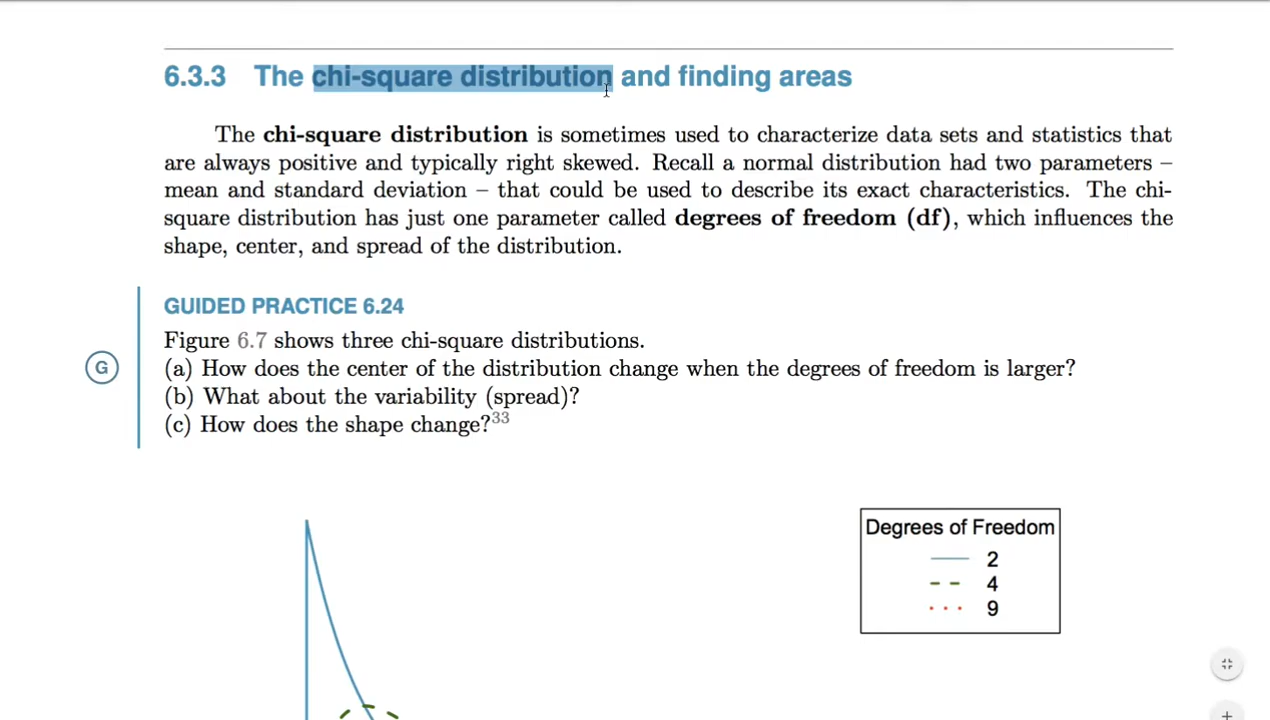 6.3.3 The chi-square distribution and finding areas
The chi-square distribution is sometimes used to characterize data sets and statistics that
are always positive and typically right skewed. Recall a normal distribution had two parameters –
mean and standard deviation – that could be used to describe its exact characteristics. The chi-
square distribution has just one parameter called degrees of freedom (df), which influences the
shape, center, and spread of the distribution.
GUIDED PRACTICE 6.24
G
Figure 6.7 shows three chi-square distributions.
(a) How does the center of the distribution change when the degrees of freedom is larger?
(b) What about the variability (spread)?
(c) How does the shape change?33
Degrees of Freedom
2
4
9